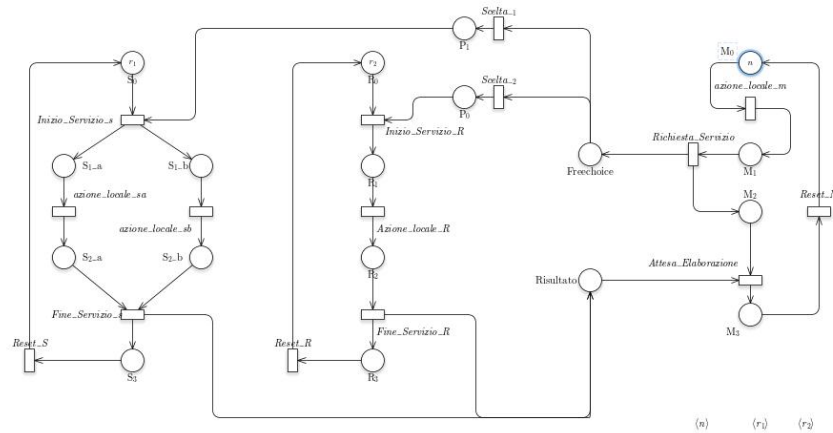 Scelta_1
P₁
r₁
S₀
r₂
R₀
M₀
n
azione_locale_m
Scelta_2
P₀
Inizio_Servizio_s
Inizio_Servizio_R
Richiesta_Servizio
Freechoice
M₁
S₁_a
S₁_b
R₁
M₂
azione_locale_sa
azione_locale_sb
Azione_locale_R
S₂_a
S₂_b
R₂
Attesa_Elaborazione
Risultato
Fine_Servizio_s
Fine_Servizio_R
M₃
Reset_S
S₃
Reset_R
R₃
⟨n⟩ ⟨r₁⟩ ⟨r₂⟩